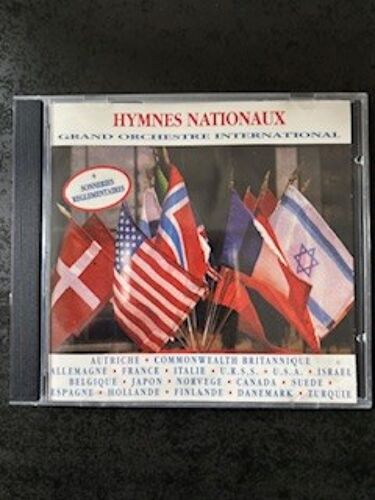 HYMNES NATIONAUX
GRAND ORCHESTRE INTERNATIONAL
+
SONNERIES
REGLEMENTAIRES
AUTRICHE • COMMONWEALTH BRITANNIQUE
ALLEMAGNE • FRANCE • ITALIE • U.R.S.S. • U.S.A. • ISRAEL
BELGIQUE • JAPON • NORVEGE • CANADA • SUEDE •
ESPAGNE • HOLLANDE • FINLANDE • DANEMARK • TURQUIE